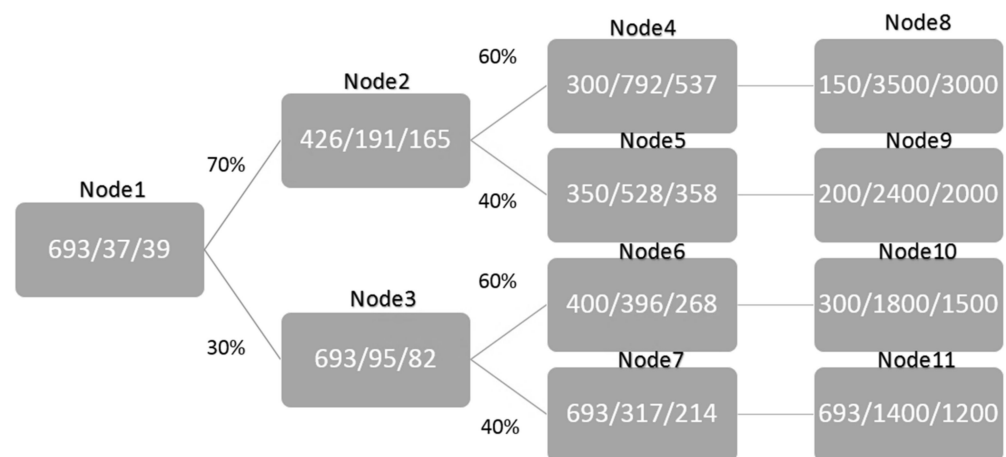 Node1
693/37/39
70%
30%
Node2
426/191/165
Node3
693/95/82
60%
40%
60%
40%
Node4
300/792/537
Node5
350/528/358
Node6
400/396/268
Node7
693/317/214
Node8
150/3500/3000
Node9
200/2400/2000
Node10
300/1800/1500
Node11
693/1400/1200